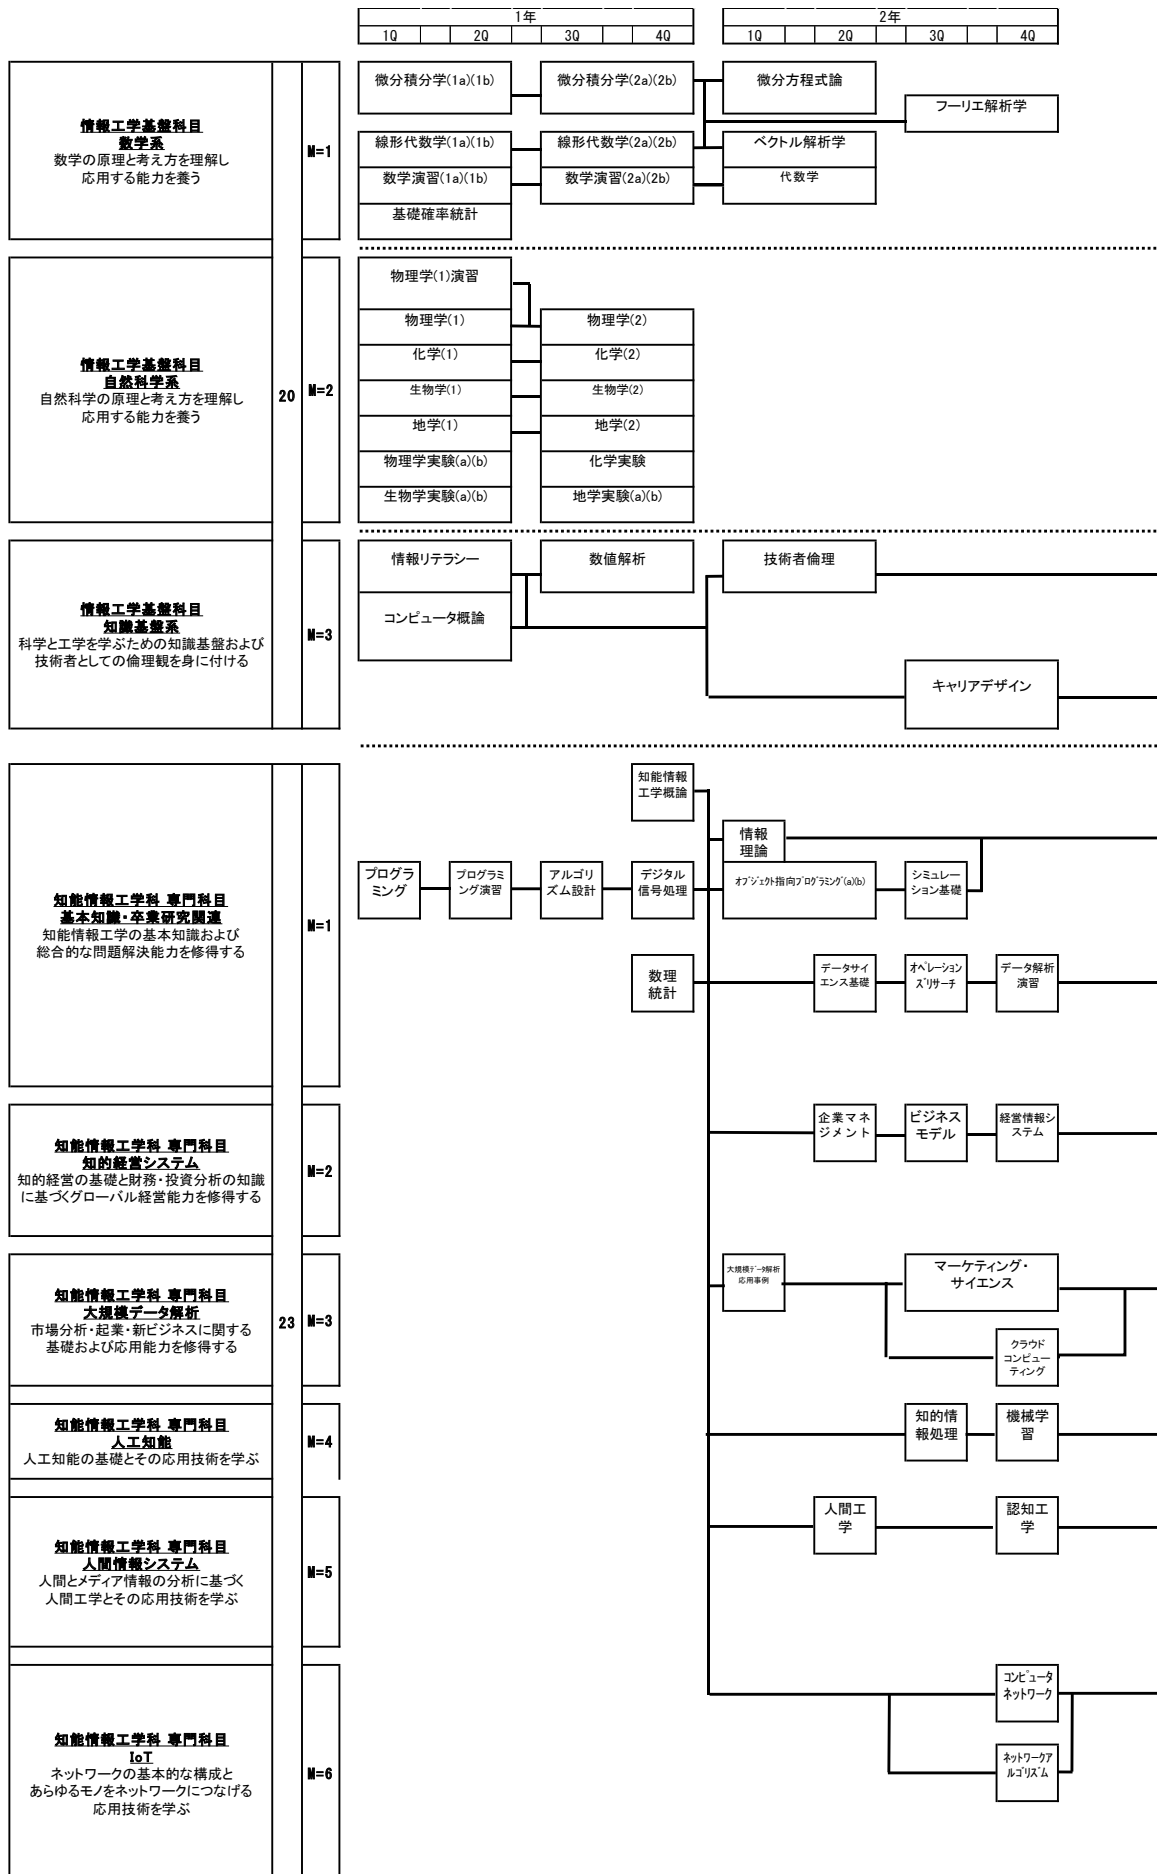 1年
2年
1Q
2Q
3Q
4Q
1Q
2Q
3Q
4Q
情報工学基盤科目
数学系
数学の原理と考え方を理解し
応用する能力を養う
M=1
微分積分学(1a)(1b)
微分積分学(2a)(2b)
微分方程式論
フーリエ解析学
線形代数学(1a)(1b)
線形代数学(2a)(2b)
ベクトル解析学
数学演習(1a)(1b)
数学演習(2a)(2b)
代数学
基礎確率統計
情報工学基盤科目
自然科学系
自然科学の原理と考え方を理解し
応用する能力を養う
20
M=2
物理学(1)演習
物理学(1)
物理学(2)
化学(1)
化学(2)
生物学(1)
生物学(2)
地学(1)
地学(2)
物理学実験(a)(b)
化学実験
生物学実験(a)(b)
地学実験(a)(b)
情報工学基盤科目
知識基盤系
科学と工学を学ぶための知識基盤および
技術者としての倫理観を身に付ける
M=3
情報リテラシー
数値解析
技術者倫理
コンピュータ概論
キャリアデザイン
知能情報工学科 専門科目
基本知識・卒業研究関連
知能情報工学の基本知識および
総合的な問題解決能力を修得する
M=1
知能情報
工学概論
情報
理論
プログラ
ミング
プログラミ
ング演習
アルゴリ
ズム設計
デジタル
信号処理
オブジェクト指向プログラミング(a)(b)
シミュレー
ション基礎
数理
統計
データサイ
エンス基礎
オペレーション
ズリサーチ
データ解析
演習
知能情報工学科 専門科目
知的経営システム
知的経営の基礎と財務・投資分析の知識
に基づくグローバル経営能力を修得する
M=2
企業マネ
ジメント
ビジネス
モデル
経営情報シ
ステム
知能情報工学科 専門科目
大規模データ解析
市場分析・起業・新ビジネスに関する
基礎および応用能力を修得する
23
M=3
大規模データ解析
応用事例
マーケティング・
サイエンス
クラウド
コンピュー
ティング
知能情報工学科 専門科目
人工知能
人工知能の基礎とその応用技術を学ぶ
M=4
知的情
報処理
機械学
習
知能情報工学科 専門科目
人間情報システム
人間とメディア情報の分析に基づく
人間工学とその応用技術を学ぶ
M=5
人間工
学
認知工
学
知能情報工学科 専門科目
IoT
ネットワークの基本的な構成と
あらゆるモノをネットワークにつなげる
応用技術を学ぶ
M=6
コンピュータ
ネットワーク
ネットワークア
ルゴリズム